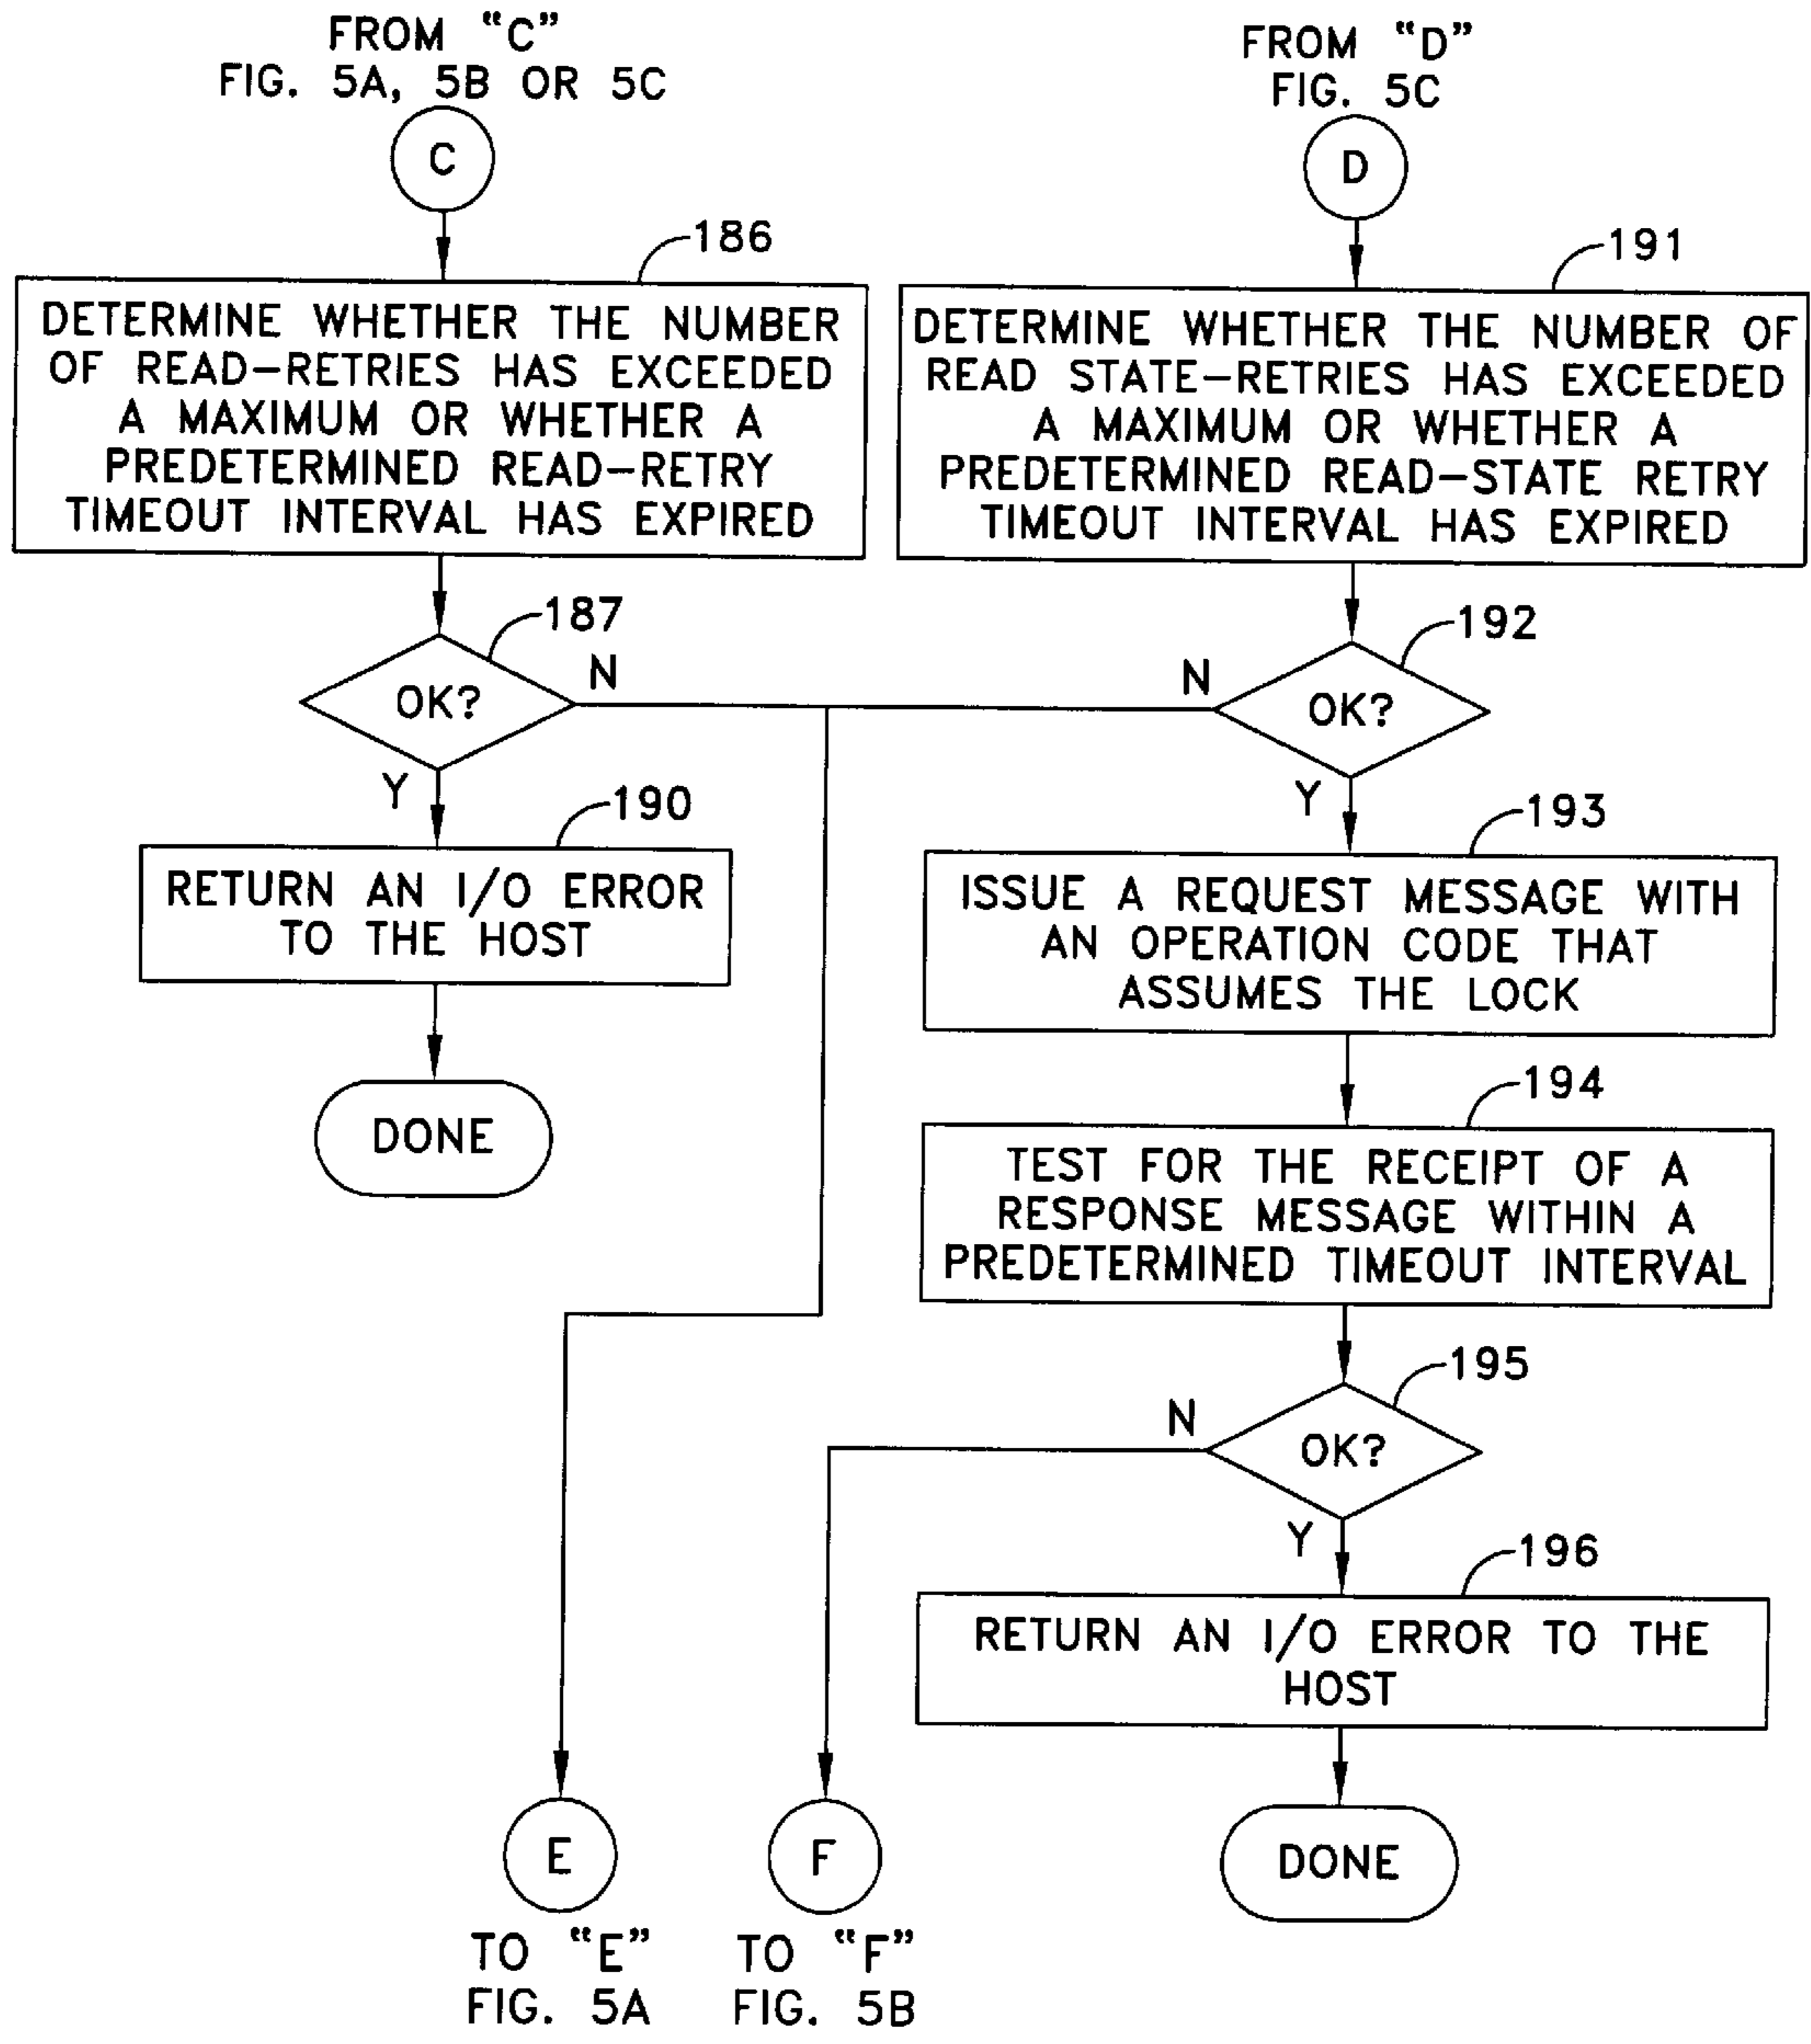 FROM “C”
FIG. 5A, 5B OR 5C
C
186
DETERMINE WHETHER THE NUMBER
OF READ–RETRIES HAS EXCEEDED
A MAXIMUM OR WHETHER A
PREDETERMINED READ–RETRY
TIMEOUT INTERVAL HAS EXPIRED
187
OK?
N
Y
190
RETURN AN I/O ERROR
TO THE HOST
DONE
FROM “D”
FIG. 5C
D
191
DETERMINE WHETHER THE NUMBER OF
READ STATE–RETRIES HAS EXCEEDED
A MAXIMUM OR WHETHER A
PREDETERMINED READ–STATE RETRY
TIMEOUT INTERVAL HAS EXPIRED
192
N
OK?
Y
193
ISSUE A REQUEST MESSAGE WITH
AN OPERATION CODE THAT
ASSUMES THE LOCK
194
TEST FOR THE RECEIPT OF A
RESPONSE MESSAGE WITHIN A
PREDETERMINED TIMEOUT INTERVAL
195
N
OK?
Y
196
RETURN AN I/O ERROR TO THE
HOST
DONE
E
TO “E”
FIG. 5A
F
TO “F”
FIG. 5B